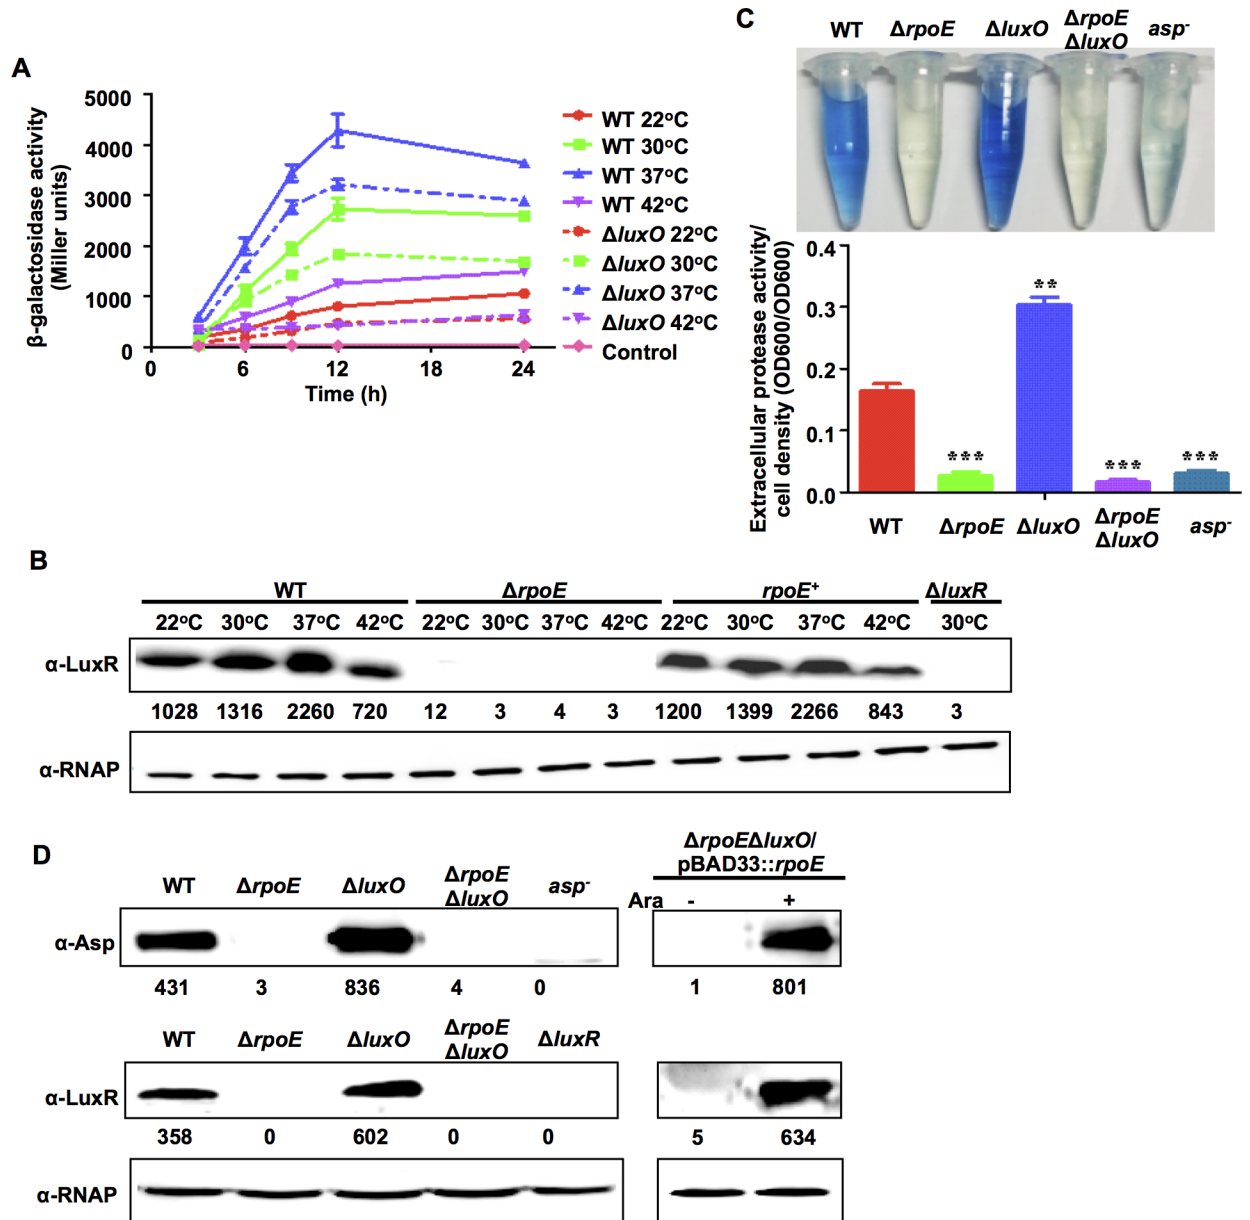 A
β-galactosidase activity
(Miller units)
5000
4000
3000
2000
1000
0
0 6 12 18 24
Time (h)
WT 22°C
WT 30°C
WT 37°C
WT 42°C
ΔluxO 22°C
ΔluxO 30°C
ΔluxO 37°C
ΔluxO 42°C
Control
C
WT ΔrpoE ΔluxO ΔrpoE ΔluxO asp-
Extracellular protease activity/
cell density (OD600/OD600)
0.4
0.3
0.2
0.1
0.0
*** ** *** ***
WT ΔrpoE ΔluxO ΔrpoE ΔluxO asp-
B
WT ΔrpoE rpoE+ ΔluxR
22°C 30°C 37°C 42°C 22°C 30°C 37°C 42°C 22°C 30°C 37°C 42°C 30°C
α-LuxR
1028 1316 2260 720 12 3 4 3 1200 1399 2266 843 3
α-RNAP
D
WT ΔrpoE ΔluxO ΔrpoE ΔluxO asp-
ΔrpoEΔluxO/
pBAD33::rpoE
Ara - +
α-Asp
431 3 836 4 0 1 801
WT ΔrpoE ΔluxO ΔrpoE ΔluxO ΔluxR
α-LuxR
358 0 602 0 0 5 634
α-RNAP